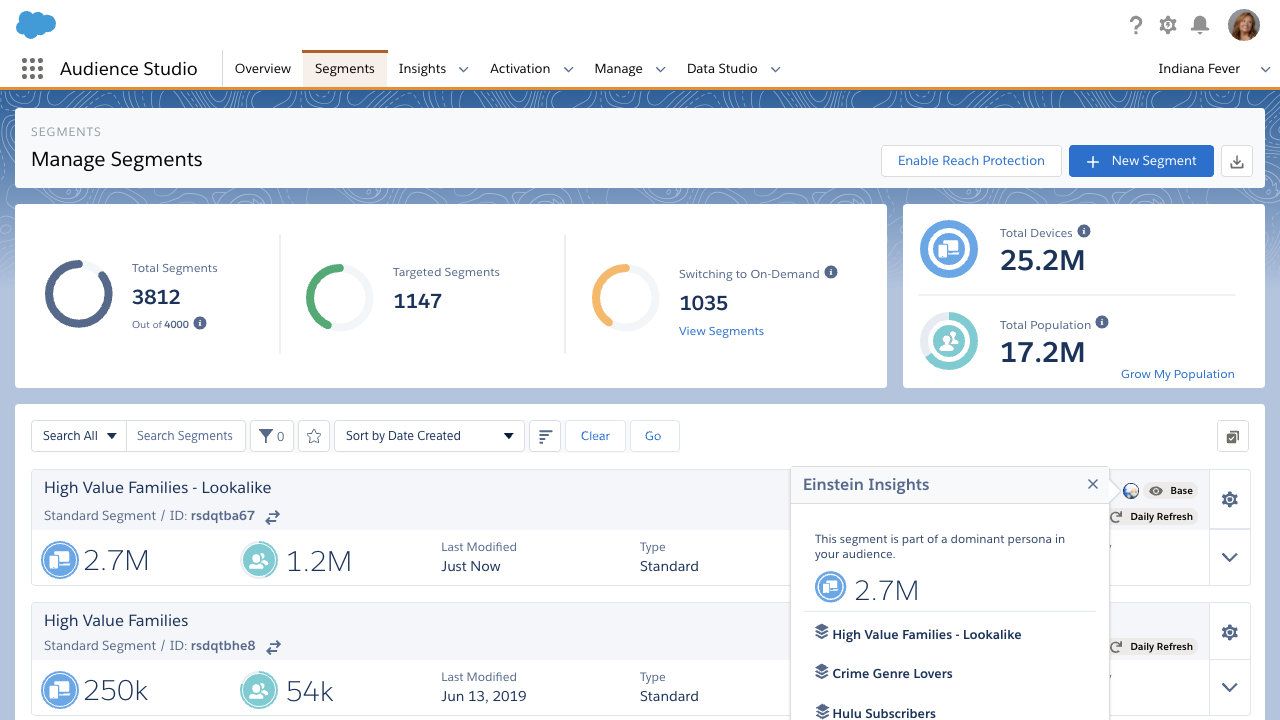 Audience Studio
Overview
Segments
Insights
Activation
Manage
Data Studio
Indiana Fever
SEGMENTS
Manage Segments
Enable Reach Protection
+ New Segment
Total Segments
3812
Out of 4000
Targeted Segments
1147
Switching to On-Demand
1035
View Segments
Total Devices
25.2M
Total Population
17.2M
Grow My Population
Search All
Search Segments
0
Sort by Date Created
Clear
Go
High Value Families - Lookalike
Standard Segment / ID: rsdqtba67
Base
Daily Refresh
2.7M
1.2M
Last Modified
Just Now
Type
Standard
Einstein Insights
This segment is part of a dominant persona in
your audience.
2.7M
High Value Families - Lookalike
Crime Genre Lovers
Hulu Subscribers
High Value Families
Standard Segment / ID: rsdqtbhe8
Daily Refresh
250k
54k
Last Modified
Jun 13, 2019
Type
Standard